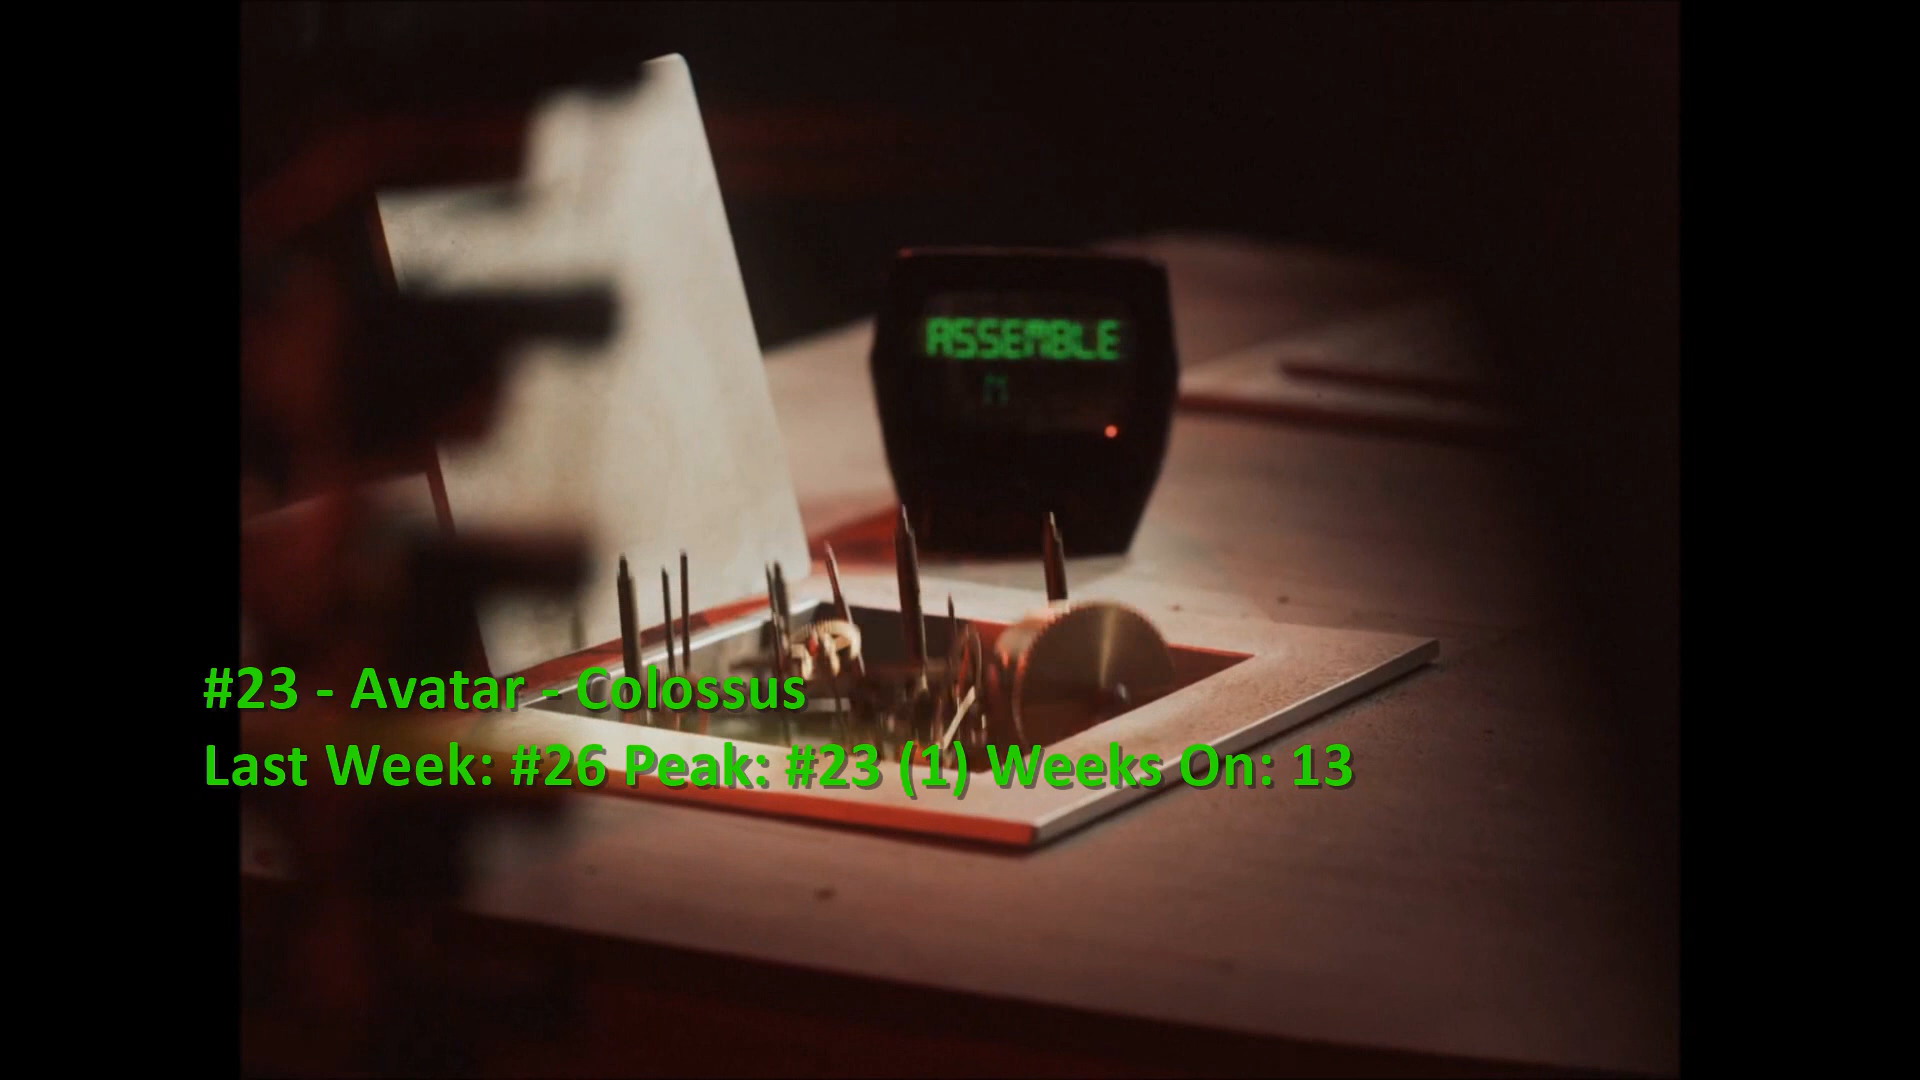 ASSEMBLE
M
#23 - Avatar - Colossus
Last Week: #26 Peak: #23 (1) Weeks On: 13